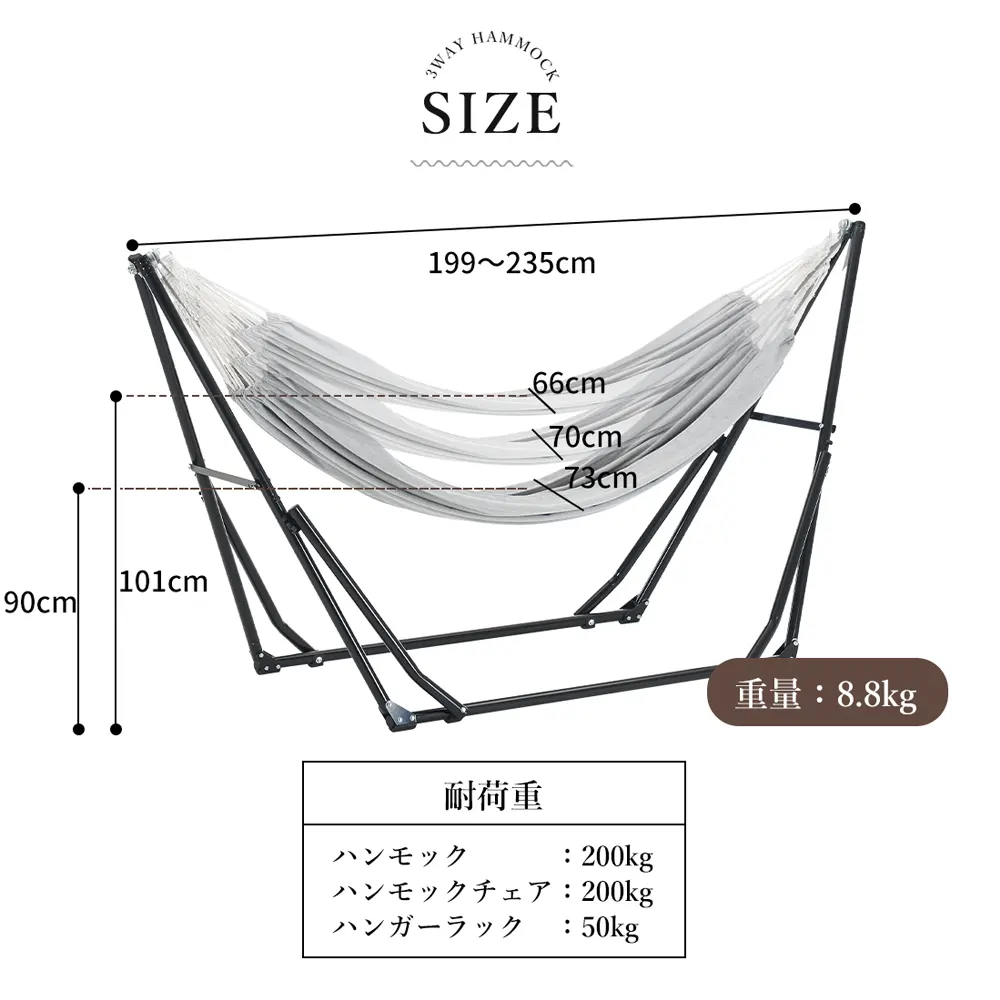 3WAY HAMMOCK
SIZE
199〜235cm
66cm
70cm
73cm
101cm
90cm
重量：8.8kg
耐荷重
ハンモック：200kg
ハンモックチェア：200kg
ハンガーラック：50kg